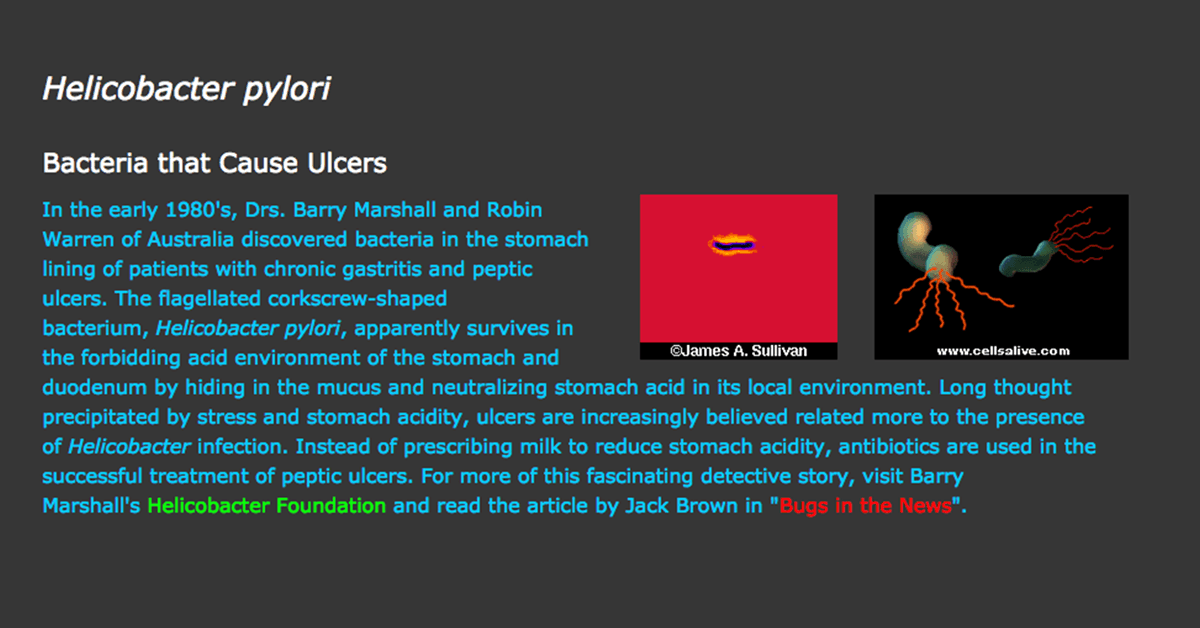 Helicobacter pylori
Bacteria that Cause Ulcers
In the early 1980's, Drs. Barry Marshall and Robin
Warren of Australia discovered bacteria in the stomach
lining of patients with chronic gastritis and peptic
ulcers. The flagellated corkscrew-shaped
bacterium, Helicobacter pylori, apparently survives in
the forbidding acid environment of the stomach and
duodenum by hiding in the mucus and neutralizing stomach acid in its local environment. Long thought
precipitated by stress and stomach acidity, ulcers are increasingly believed related more to the presence
of Helicobacter infection. Instead of prescribing milk to reduce stomach acidity, antibiotics are used in the
successful treatment of peptic ulcers. For more of this fascinating detective story, visit Barry
Marshall's Helicobacter Foundation and read the article by Jack Brown in "Bugs in the News".
©James A. Sullivan
www.cellsalive.com